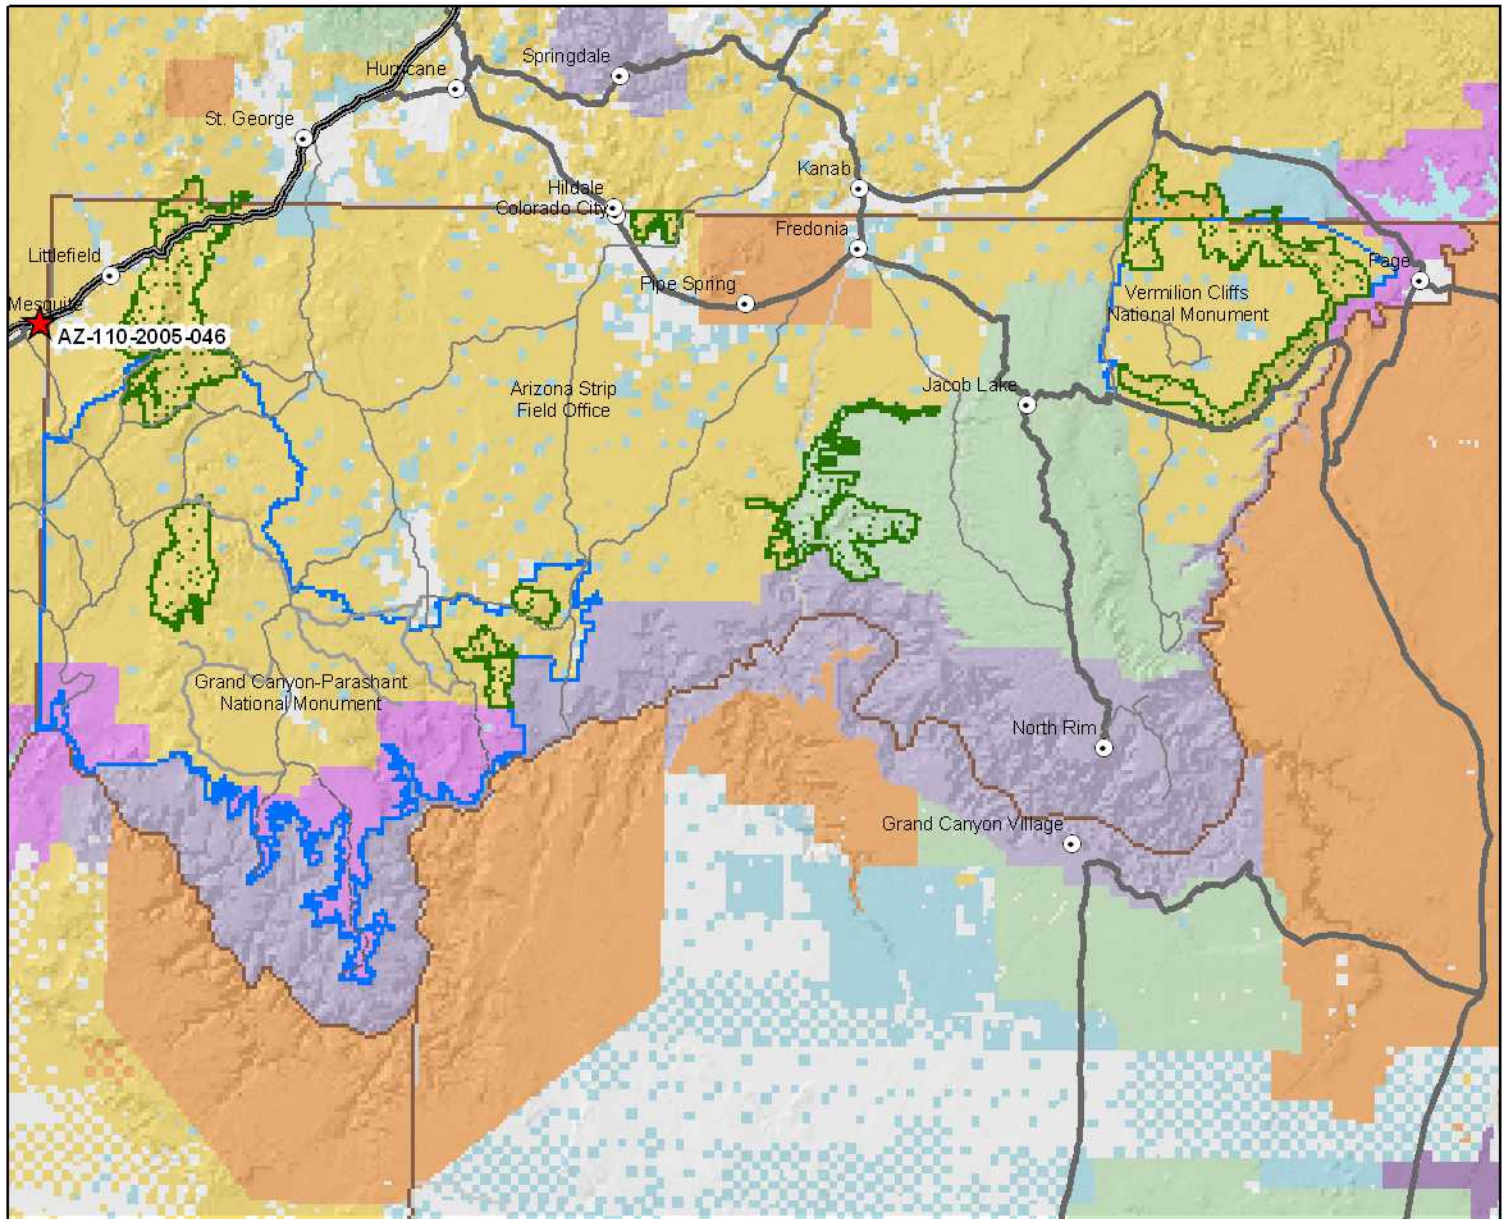 Springdale
Hurricane
St. George
Kanab
Hildale
Colorado City
Fredonia
Littlefield
Page
Pipe Spring
Vermilion Cliffs
National Monument
Mesquite
AZ-110-2005-046
Arizona Strip
Field Office
Jacob Lake
Grand Canyon-Parashant
National Monument
North Rim
Grand Canyon Village